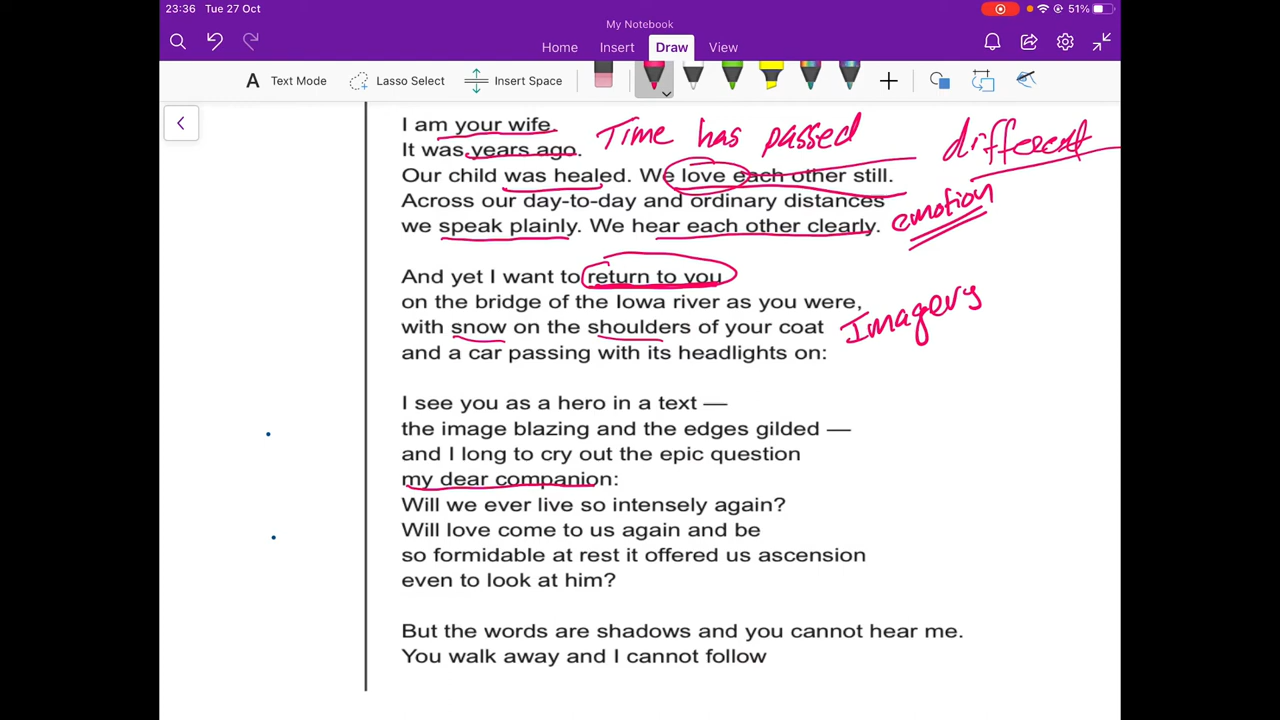 23:36 Tue 27 Oct 51%
My Notebook
Home Insert Draw View
A Text Mode Lasso Select Insert Space
I am your wife.
It was years ago. Time has passed different
Our child was healed. We love each other still.
Across our day-to-day and ordinary distances
we speak plainly. We hear each other clearly. emotion
And yet I want to return to you
on the bridge of the Iowa river as you were,
with snow on the shoulders of your coat Imagery
and a car passing with its headlights on:
I see you as a hero in a text —
the image blazing and the edges gilded —
and I long to cry out the epic question
my dear companion:
Will we ever live so intensely again?
Will love come to us again and be
so formidable at rest it offered us ascension
even to look at him?
But the words are shadows and you cannot hear me.
You walk away and I cannot follow